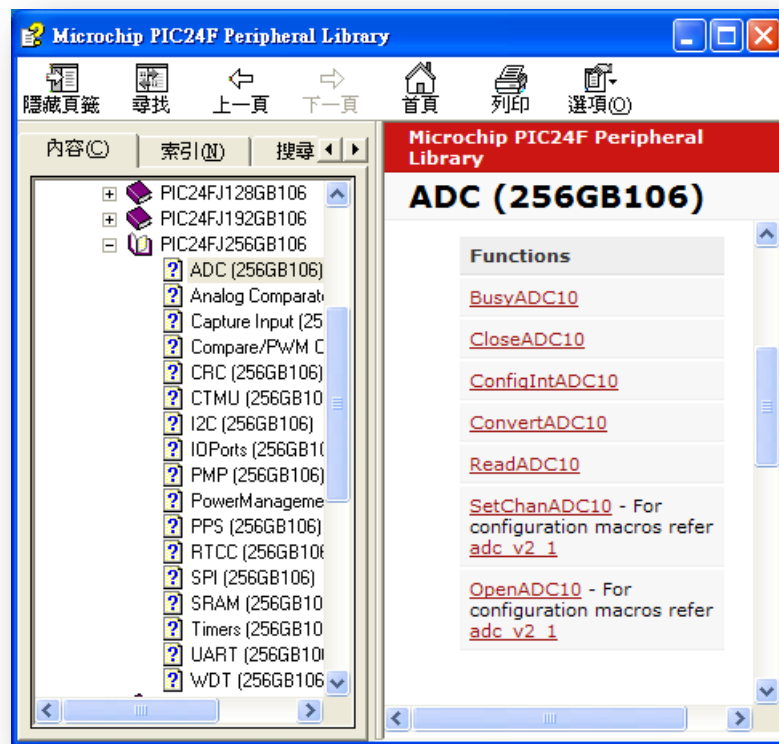 Microchip PIC24F Peripheral Library
隱藏頁籤 尋找 上一頁 下一頁 首頁 列印 選項(O)
內容(C) 索引(N) 搜尋
PIC24FJ128GB106
PIC24FJ192GB106
PIC24FJ256GB106
ADC (256GB106)
Analog Comparat
Capture Input (25
Compare/PWM C
CRC (256GB106)
CTMU (256GB10
I2C (256GB106)
IOPorts (256GB1
PMP (256GB106)
PowerManageme
PPS (256GB106)
RTCC (256GB106
SPI (256GB106)
SRAM (256GB10
Timers (256GB10
UART (256GB10
WDT (256GB106
Microchip PIC24F Peripheral
Library
ADC (256GB106)
Functions
BusyADC10
CloseADC10
ConfigIntADC10
ConvertADC10
ReadADC10
SetChanADC10 - For
configuration macros refer
adc_v2_1
OpenADC10 - For
configuration macros refer
adc_v2_1